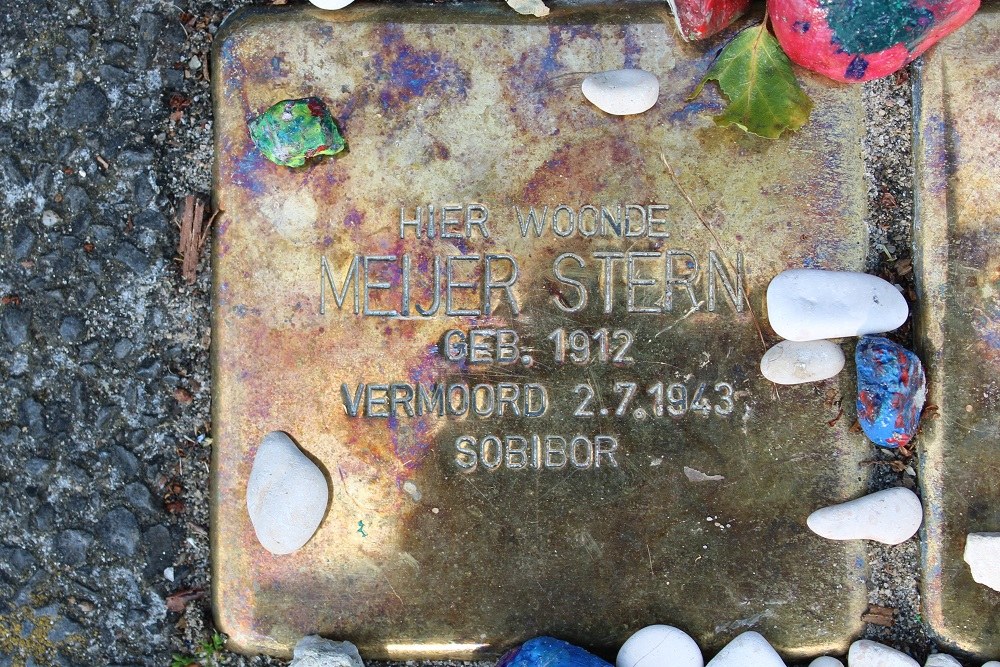 HIER WOONDE
MEIJER STERN
GEB. 1912
VERMOORD 2.7.1943
SOBIBOR